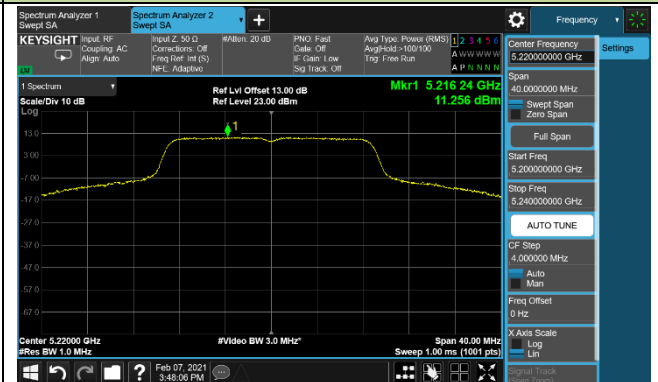 Spectrum Analyzer 1
Swept SA
Spectrum Analyzer 2
Swept SA
+
Frequency
KEYSIGHT
Input: RF
Coupling: AC
Align: Auto
Input Z: 50 Ω
Corrections: Off
Freq Ref: Int (S)
NFE: Adaptive
#Atten: 20 dB
PNO: Fast
Gate: Off
IF Gain: Low
Sig Track: Off
Avg Type: Power (RMS)
Avg|Hold:>100/100
Trig: Free Run
1 2 3 4 5 6
A W W W W W
A P N N N N
1 Spectrum
Scale/Div 10 dB
Log
Ref Lvl Offset 13.00 dB
Ref Level 23.00 dBm
Mkr1 5.216 24 GHz
11.256 dBm
1
13.0
3.00
-7.00
-17.0
-27.0
-37.0
-47.0
-57.0
-67.0
Center 5.22000 GHz
#Res BW 1.0 MHz
#Video BW 3.0 MHz*
Span 40.00 MHz
Sweep 1.00 ms (1001 pts)
Center Frequency
5.220000000 GHz
Settings
Span
40.0000000 MHz
Swept Span
Zero Span
Full Span
Start Freq
5.200000000 GHz
Stop Freq
5.240000000 GHz
AUTO TUNE
CF Step
4.000000 MHz
Auto
Man
Freq Offset
0 Hz
X Axis Scale
Log
Lin
Signal Track
(Span Zoom)
?
Feb 07, 2021
3:48:06 PM